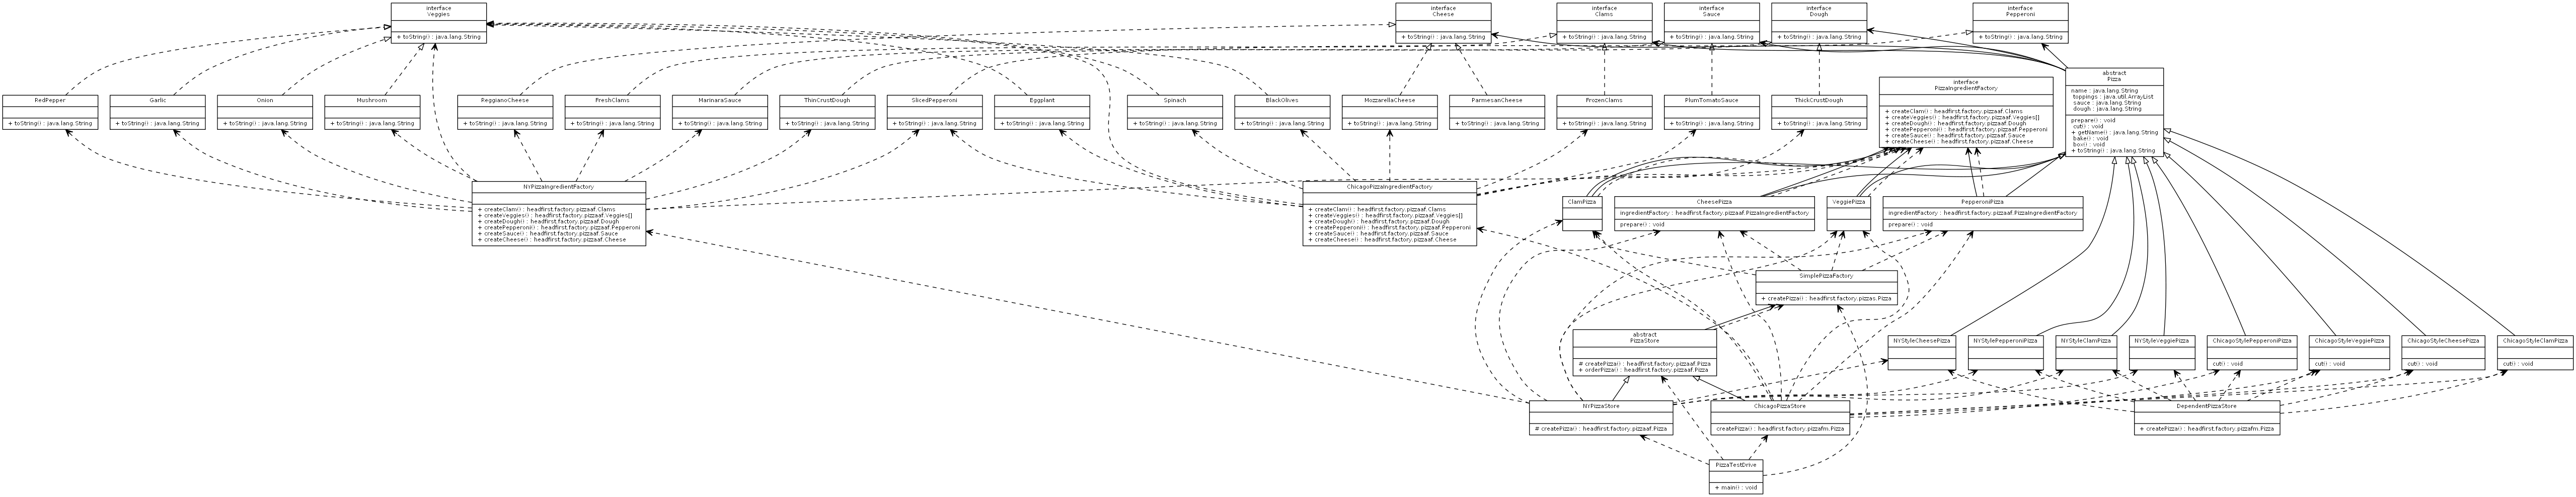 interface
Veggies
+ toString() : java.lang.String
interface
Cheese
+ toString() : java.lang.String
interface
Clams
+ toString() : java.lang.String
interface
Sauce
+ toString() : java.lang.String
interface
Dough
+ toString() : java.lang.String
interface
Pepperoni
+ toString() : java.lang.String
RedPepper
+ toString() : java.lang.String
Garlic
+ toString() : java.lang.String
Onion
+ toString() : java.lang.String
Mushroom
+ toString() : java.lang.String
ReggianoCheese
+ toString() : java.lang.String
FreshClams
+ toString() : java.lang.String
MarinaraSauce
+ toString() : java.lang.String
ThinCrustDough
+ toString() : java.lang.String
SlicedPepperoni
+ toString() : java.lang.String
Eggplant
+ toString() : java.lang.String
Spinach
+ toString() : java.lang.String
BlackOlives
+ toString() : java.lang.String
MozzarellaCheese
+ toString() : java.lang.String
ParmesanCheese
+ toString() : java.lang.String
FrozenClams
+ toString() : java.lang.String
PlumTomatoSauce
+ toString() : java.lang.String
ThickCrustDough
+ toString() : java.lang.String
interface
PizzaIngredientFactory
+ createClam() : headfirst.factory.pizzaaf.Clams
+ createVeggies() : headfirst.factory.pizzaaf.Veggies[]
+ createDough() : headfirst.factory.pizzaaf.Dough
+ createPepperoni() : headfirst.factory.pizzaaf.Pepperoni
+ createSauce() : headfirst.factory.pizzaaf.Sauce
+ createCheese() : headfirst.factory.pizzaaf.Cheese
abstract
Pizza
name : java.lang.String
toppings : java.util.ArrayList
sauce : java.lang.String
dough : java.lang.String
prepare() : void
cut() : void
+ getName() : java.lang.String
bake() : void
box() : void
+ toString() : java.lang.String
NYPizzaIngredientFactory
+ createClam() : headfirst.factory.pizzaaf.Clams
+ createVeggies() : headfirst.factory.pizzaaf.Veggies[]
+ createDough() : headfirst.factory.pizzaaf.Dough
+ createPepperoni() : headfirst.factory.pizzaaf.Pepperoni
+ createSauce() : headfirst.factory.pizzaaf.Sauce
+ createCheese() : headfirst.factory.pizzaaf.Cheese
ChicagoPizzaIngredientFactory
+ createClam() : headfirst.factory.pizzaaf.Clams
+ createVeggies() : headfirst.factory.pizzaaf.Veggies[]
+ createDough() : headfirst.factory.pizzaaf.Dough
+ createPepperoni() : headfirst.factory.pizzaaf.Pepperoni
+ createSauce() : headfirst.factory.pizzaaf.Sauce
+ createCheese() : headfirst.factory.pizzaaf.Cheese
ClamPizza
CheesePizza
ingredientFactory : headfirst.factory.pizzaaf.PizzaIngredientFactory
prepare() : void
VeggiePizza
PepperoniPizza
ingredientFactory : headfirst.factory.pizzaaf.PizzaIngredientFactory
prepare() : void
SimplePizzaFactory
+ createPizza() : headfirst.factory.pizzas.Pizza
abstract
PizzaStore
# createPizza() : headfirst.factory.pizzaaf.Pizza
+ orderPizza() : headfirst.factory.pizzaaf.Pizza
NYStyleCheesePizza
NYStylePepperoniPizza
NYStyleClamPizza
NYStyleVeggiePizza
ChicagoStylePepperoniPizza
cut() : void
ChicagoStyleVeggiePizza
cut() : void
ChicagoStyleCheesePizza
cut() : void
ChicagoStyleClamPizza
cut() : void
NYPizzaStore
# createPizza() : headfirst.factory.pizzaaf.Pizza
ChicagoPizzaStore
createPizza() : headfirst.factory.pizzafm.Pizza
DependentPizzaStore
+ createPizza() : headfirst.factory.pizzafm.Pizza
PizzaTestDrive
+ main() : void